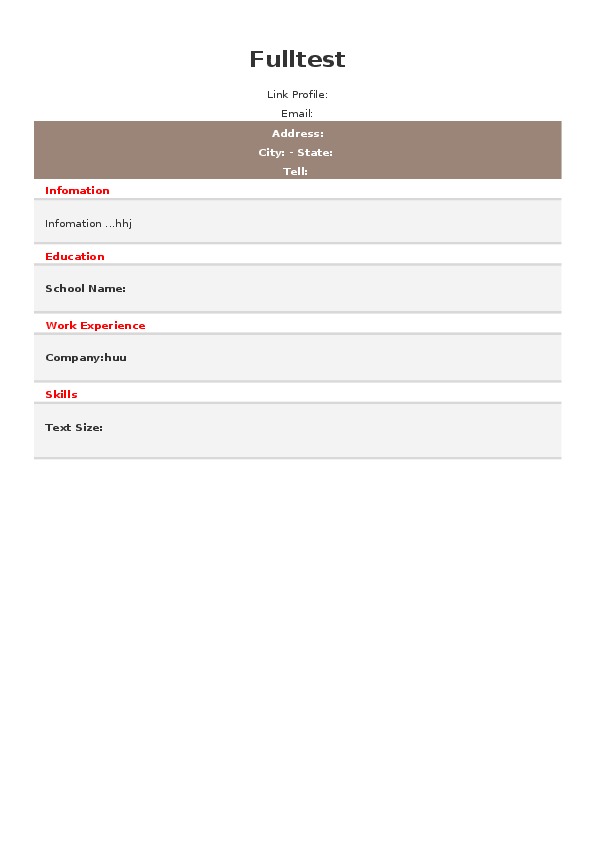 Fulltest
Link Profile:
Email:
Address:
City: - State:
Tell:
Infomation
Infomation ...hhj
Education
School Name:
Work Experience
Company:huu
Skills
Text Size: